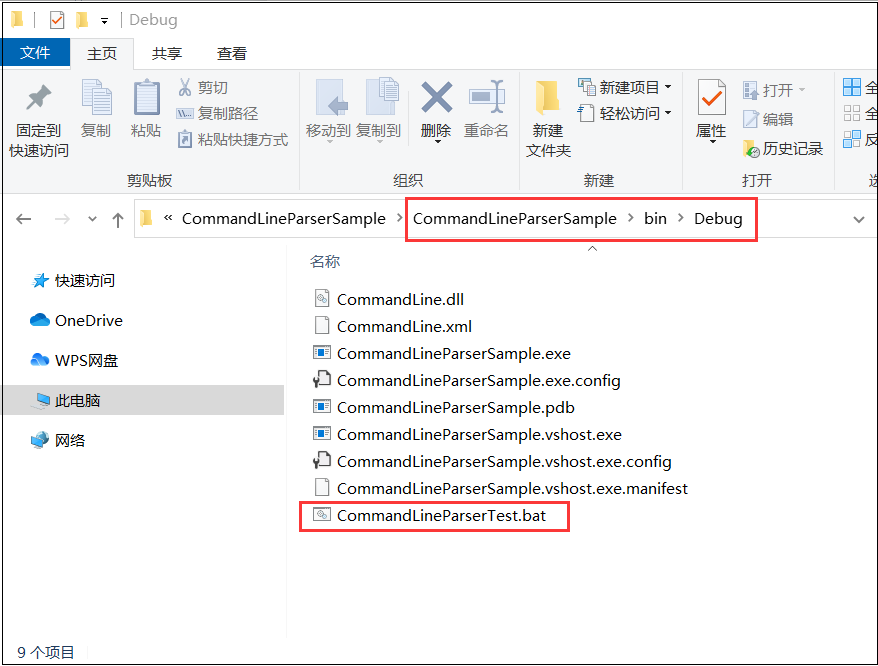 Debug
文件 主页 共享 查看
固定到
快速访问
复制
粘贴
剪切
复制路径
粘贴快捷方式
剪贴板
移动到 复制到 删除 重命名
组织
新建
文件夹
新建项目
轻松访问
新建
属性
打开
编辑
历史记录
打开
全
全
« CommandLineParserSample > CommandLineParserSample > bin > Debug
名称
快速访问
OneDrive
WPS网盘
此电脑
网络
CommandLine.dll
CommandLine.xml
CommandLineParserSample.exe
CommandLineParserSample.exe.config
CommandLineParserSample.pdb
CommandLineParserSample.vshost.exe
CommandLineParserSample.vshost.exe.config
CommandLineParserSample.vshost.exe.manifest
CommandLineParserTest.bat
9 个项目